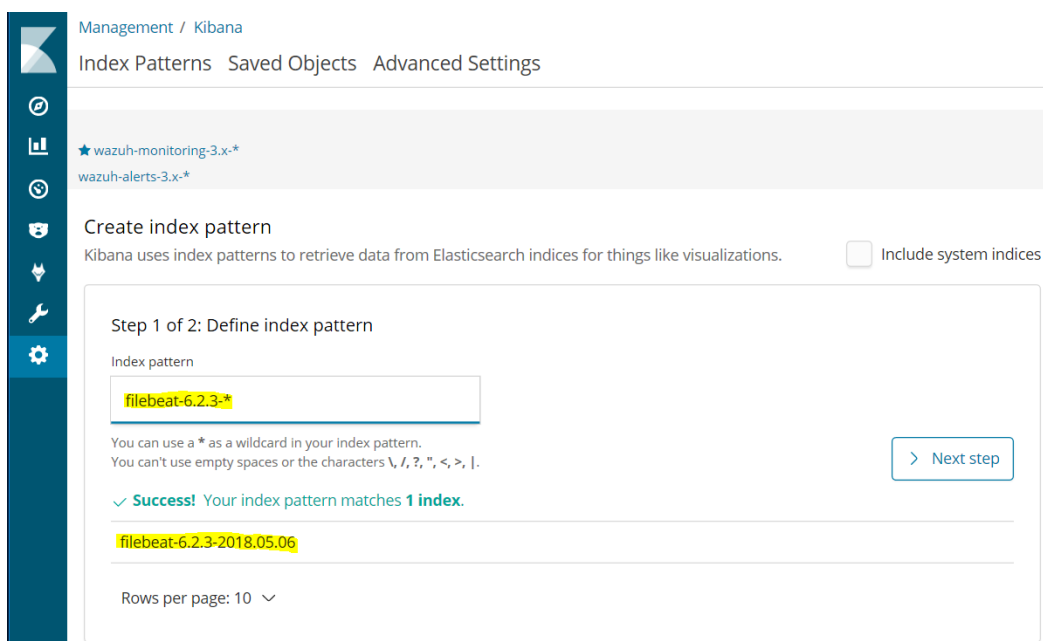 Management / Kibana
Index Patterns Saved Objects Advanced Settings
wazuh-monitoring-3.x-*
wazuh-alerts-3.x-*
Create index pattern
Kibana uses index patterns to retrieve data from Elasticsearch indices for things like visualizations.
Include system indices
Step 1 of 2: Define index pattern
Index pattern
filebeat-6.2.3-*
You can use a * as a wildcard in your index pattern.
You can't use empty spaces or the characters \, /, ?, ", <, >, |.
> Next step
Success! Your index pattern matches 1 index.
filebeat-6.2.3-2018.05.06
Rows per page: 10